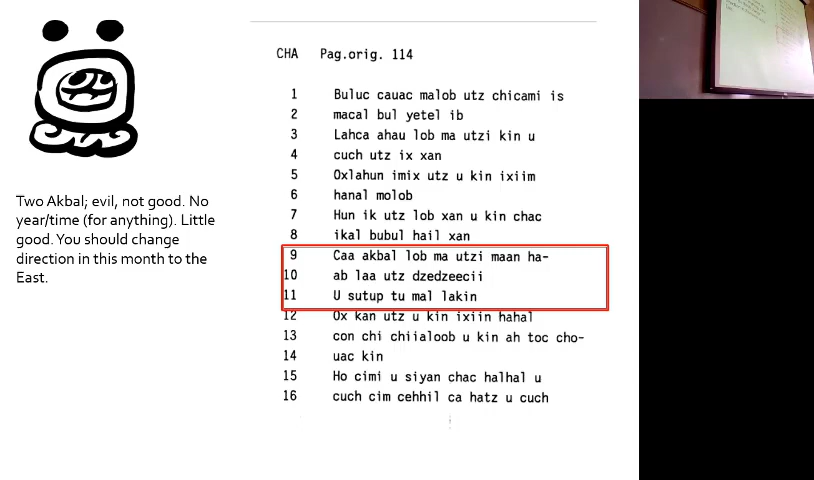 Two Akbal; evil, not good. No
year/time (for anything). Little
good. You should change
direction in this month to the
East.
CHA Pag.orig. 114
1 Buluc cauac malob utz chicami is
2 macal bul yetel ib
3 Lahca ahau lob ma utzi kin u
4 cuch utz ix xan
5 Oxlahun imix utz u kin ixiim
6 hanal molob
7 Hun ik utz lob xan u kin chac
8 ikal bubul hail xan
9 Caa akbal lob ma utzi maan ha-
10 ab laa utz dzedzeecii
11 U sutup tu mal lakin
12 Ox kan utz u kin ixiin hahal
13 con chi chiialoob u kin ah toc cho-
14 uac kin
15 Ho cimi u siyan chac halhal u
16 cuch cim cehhil ca hatz u cuch